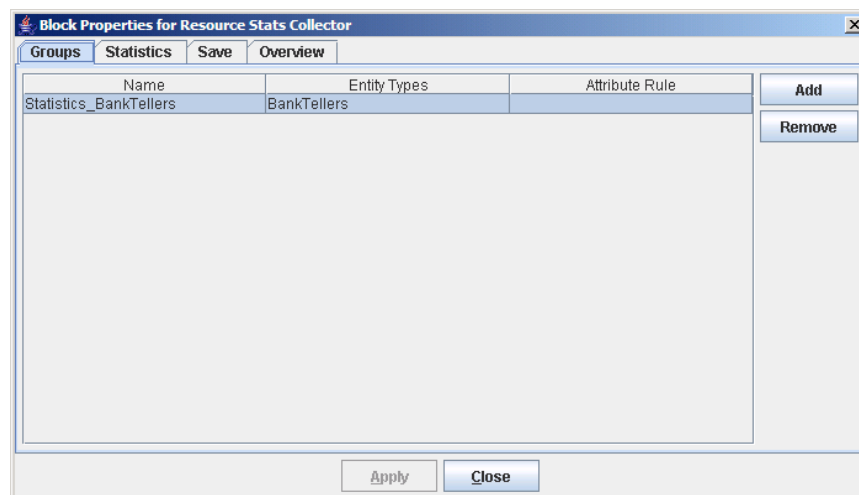 Block Properties for Resource Stats Collector
Groups Statistics Save Overview
Name Entity Types Attribute Rule
Statistics_BankTellers BankTellers
Add
Remove
Apply Close